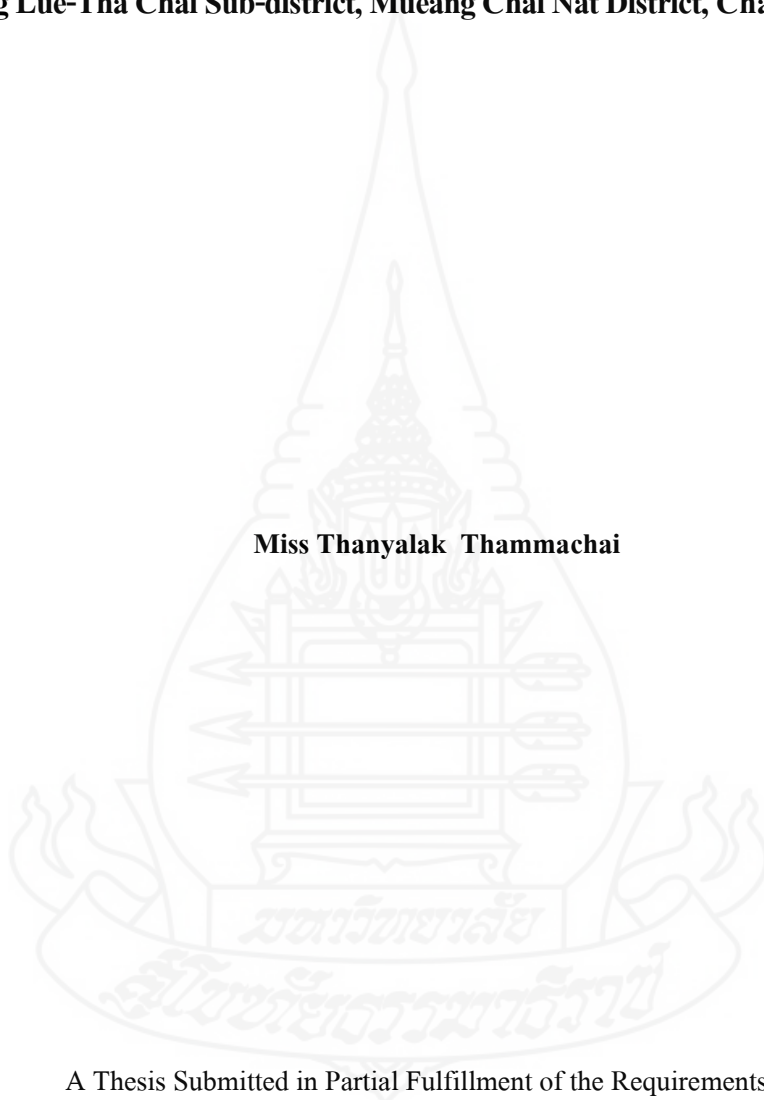 g Lue-Tha Chai Sub-district, Mueang Chai Nat District, Cha
Miss Thanyalak Thammachai
มหาวิทยาลัย
สุโขทัยธรรมาธิราช
A Thesis Submitted in Partial Fulfillment of the Requirements